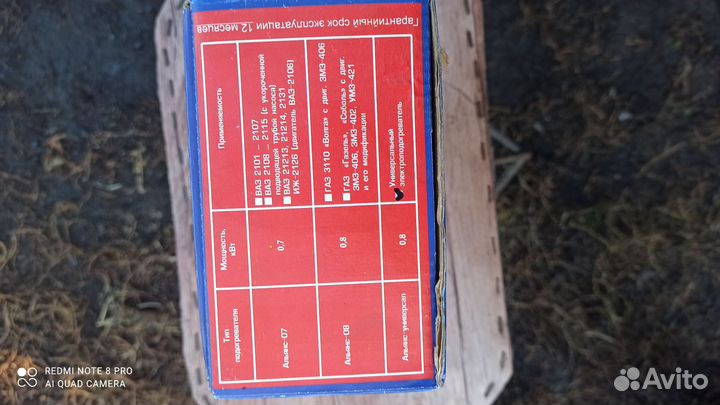 Гарантийный срок эксплуатации 12 месяцев
Тип
подогревателя
Мощность,
кВт
Применяемость
Альянс-07
0,7
ВАЗ 2101 - 2107
ВАЗ 2108 - 2115 (с укороченной
подводящей трубой насоса)
ВАЗ 21213, 21214, 2131
ИЖ-2126 (двигатель ВАЗ-2106)
Альянс-08
0,8
ГАЗ 3110 «Волга» с двиг. ЗМЗ-406
ГАЗ «Газель», «Соболь» с двиг.
ЗМЗ-406, ЗМЗ-402, УМЗ-421
и его модификации
Альянс-универсал
0,8
Универсальный
электроподогреватель
REDMI NOTE 8 PRO
AI QUAD CAMERA
Avito